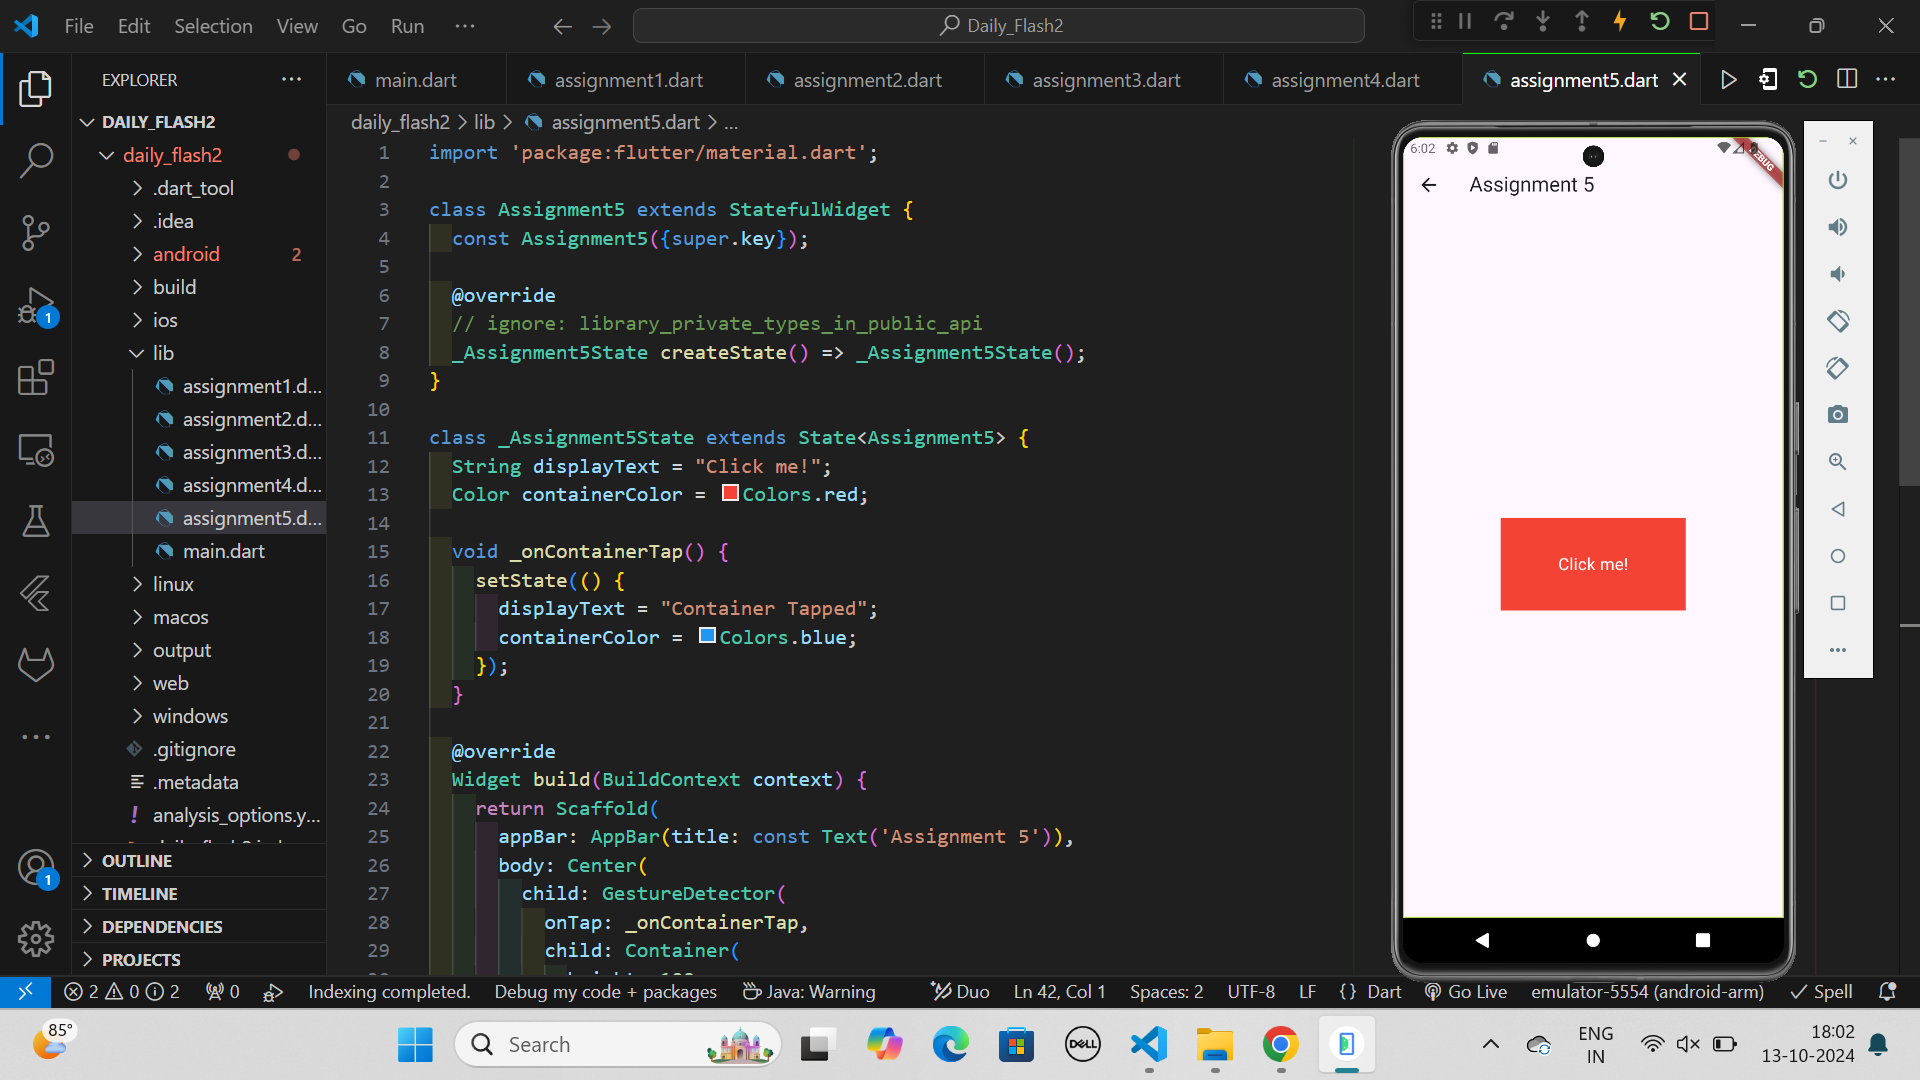 File Edit Selection View Go Run ···
Daily_Flash2
EXPLORER
main.dart
assignment1.dart
assignment2.dart
assignment3.dart
assignment4.dart
assignment5.dart
daily_flash2 > lib > assignment5.dart > ...
DAILY_FLASH2
daily_flash2
.dart_tool
.idea
android 2
build
ios
lib
assignment1.d...
assignment2.d...
assignment3.d...
assignment4.d...
assignment5.d...
main.dart
linux
macos
output
web
windows
.gitignore
.metadata
! analysis_options.y...
OUTLINE
TIMELINE
DEPENDENCIES
PROJECTS
1
1
1 import 'package:flutter/material.dart';
2
3 class Assignment5 extends StatefulWidget {
4 const Assignment5({super.key});
5
6 @override
7 // ignore: library_private_types_in_public_api
8 _Assignment5State createState() => _Assignment5State();
9 }
10
11 class _Assignment5State extends State<Assignment5> {
12 String displayText = "Click me!";
13 Color containerColor = Colors.red;
14
15 void _onContainerTap() {
16 setState(() {
17 displayText = "Container Tapped";
18 containerColor = Colors.blue;
19 });
20 }
21
22 @override
23 Widget build(BuildContext context) {
24 return Scaffold(
25 appBar: AppBar(title: const Text('Assignment 5')),
26 body: Center(
27 child: GestureDetector(
28 onTap: _onContainerTap,
29 child: Container(
6:02
DEBUG
Assignment 5
Click me!
2 0 2 0 Indexing completed. Debug my code + packages Java: Warning Duo Ln 42, Col 1 Spaces: 2 UTF-8 LF {} Dart Go Live emulator-5554 (android-arm) Spell
85°
Search
DELL
ENG
IN
18:02
13-10-2024